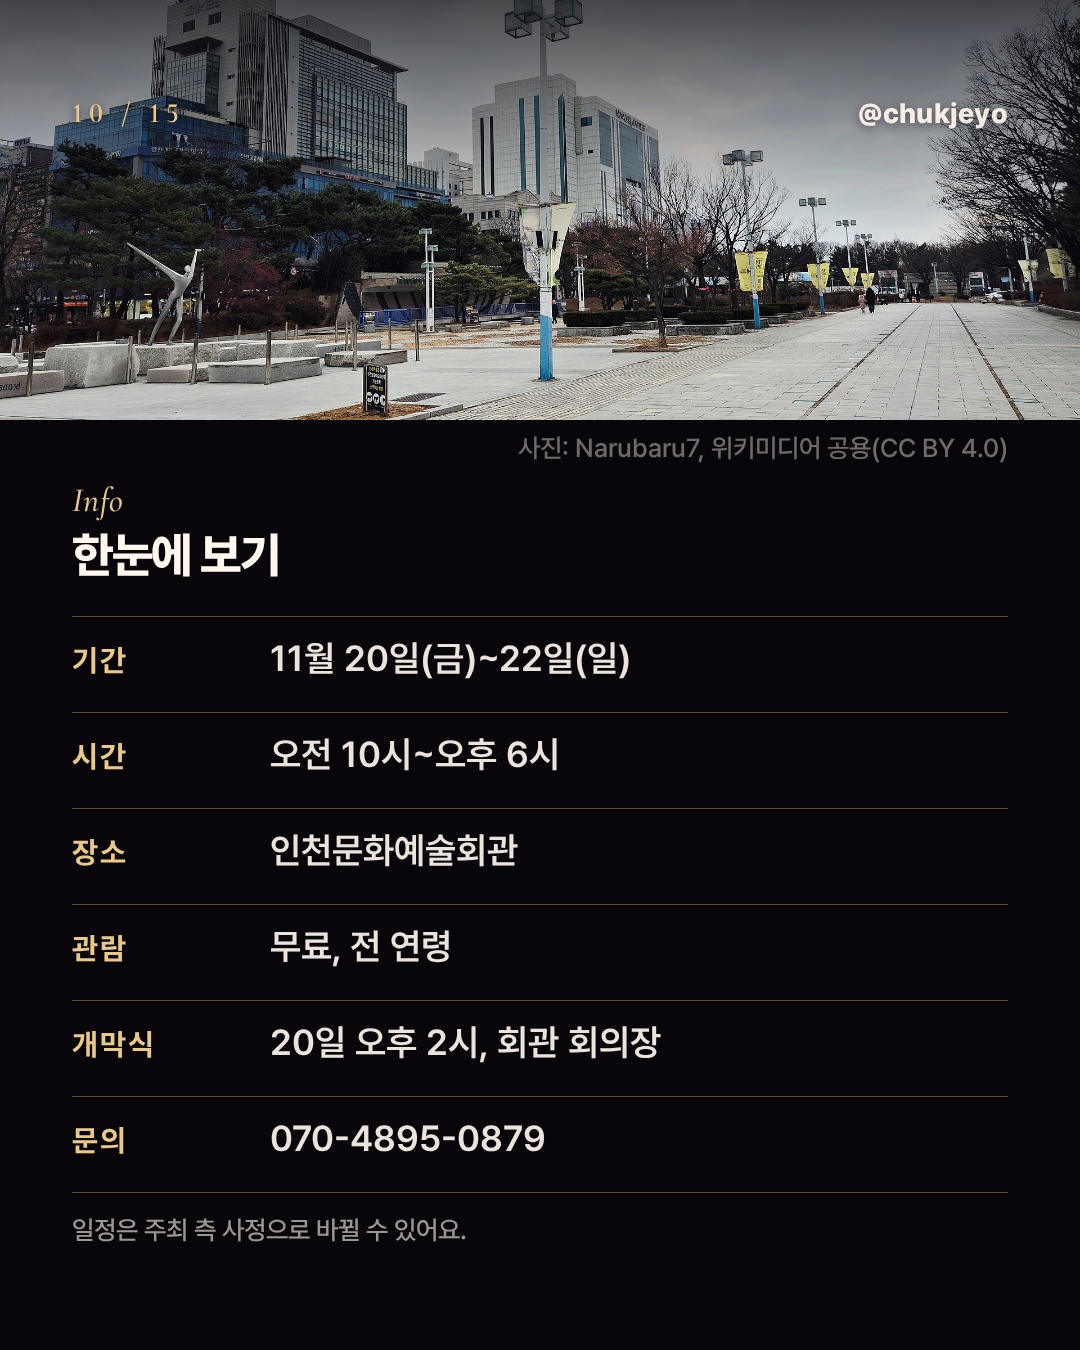 10 / 15
@chukjeyo
사진: Narubaru7, 위키미디어 공용(CC BY 4.0)
Info
한눈에 보기
기간 11월 20일(금)~22일(일)
시간 오전 10시~오후 6시
장소 인천문화예술회관
관람 무료, 전 연령
개막식 20일 오후 2시, 회관 회의장
문의 070-4895-0879
일정은 주최 측 사정으로 바뀔 수 있어요.